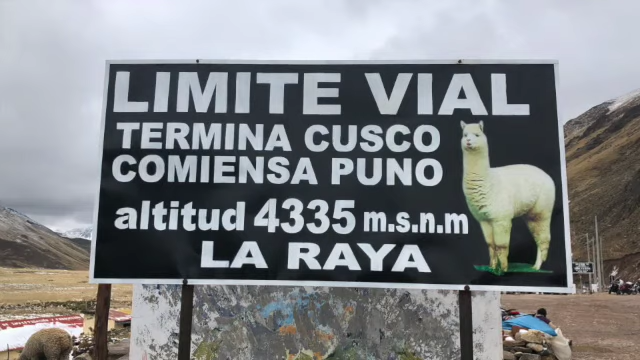 LIMITE VIAL
TERMINA CUSCO
COMIENSA PUNO
altitud 4335 m.s.n.m
LA RAYA